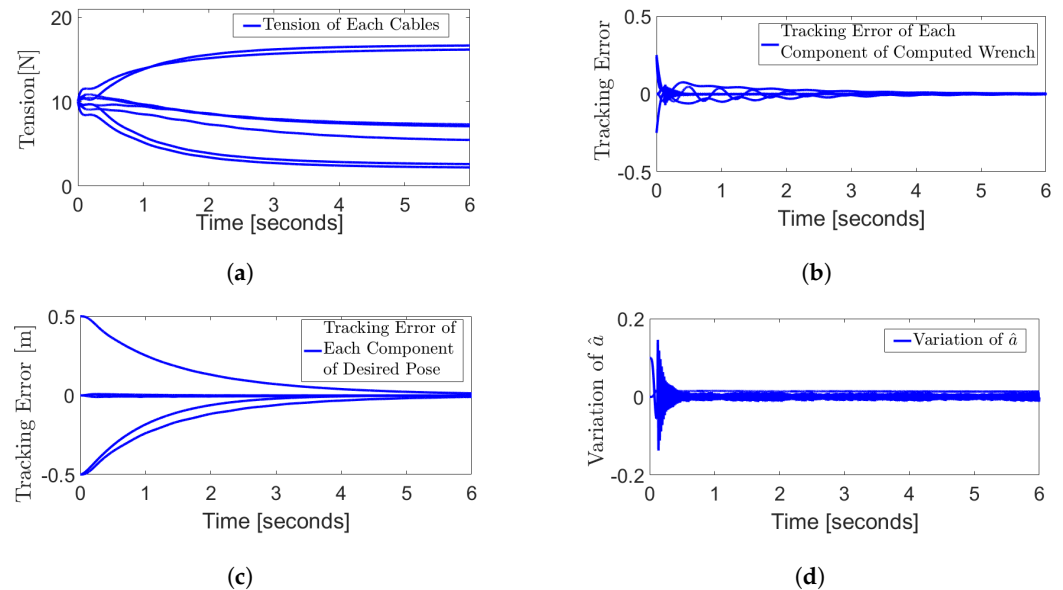 Tension[N]
20
10
0
Tension of Each Cables
0 1 2 3 4 5 6
Time [seconds]
(a)
Tracking Error
0.5
0
-0.5
Tracking Error of Each
Component of Computed Wrench
0 1 2 3 4 5 6
Time [seconds]
(b)
Tracking Error [m]
0.5
0
-0.5
Tracking Error of
Each Component
of Desired Pose
0 1 2 3 4 5 6
Time [seconds]
(c)
Variation of â
0.2
0
-0.2
Variation of â
0 1 2 3 4 5 6
Time [seconds]
(d)